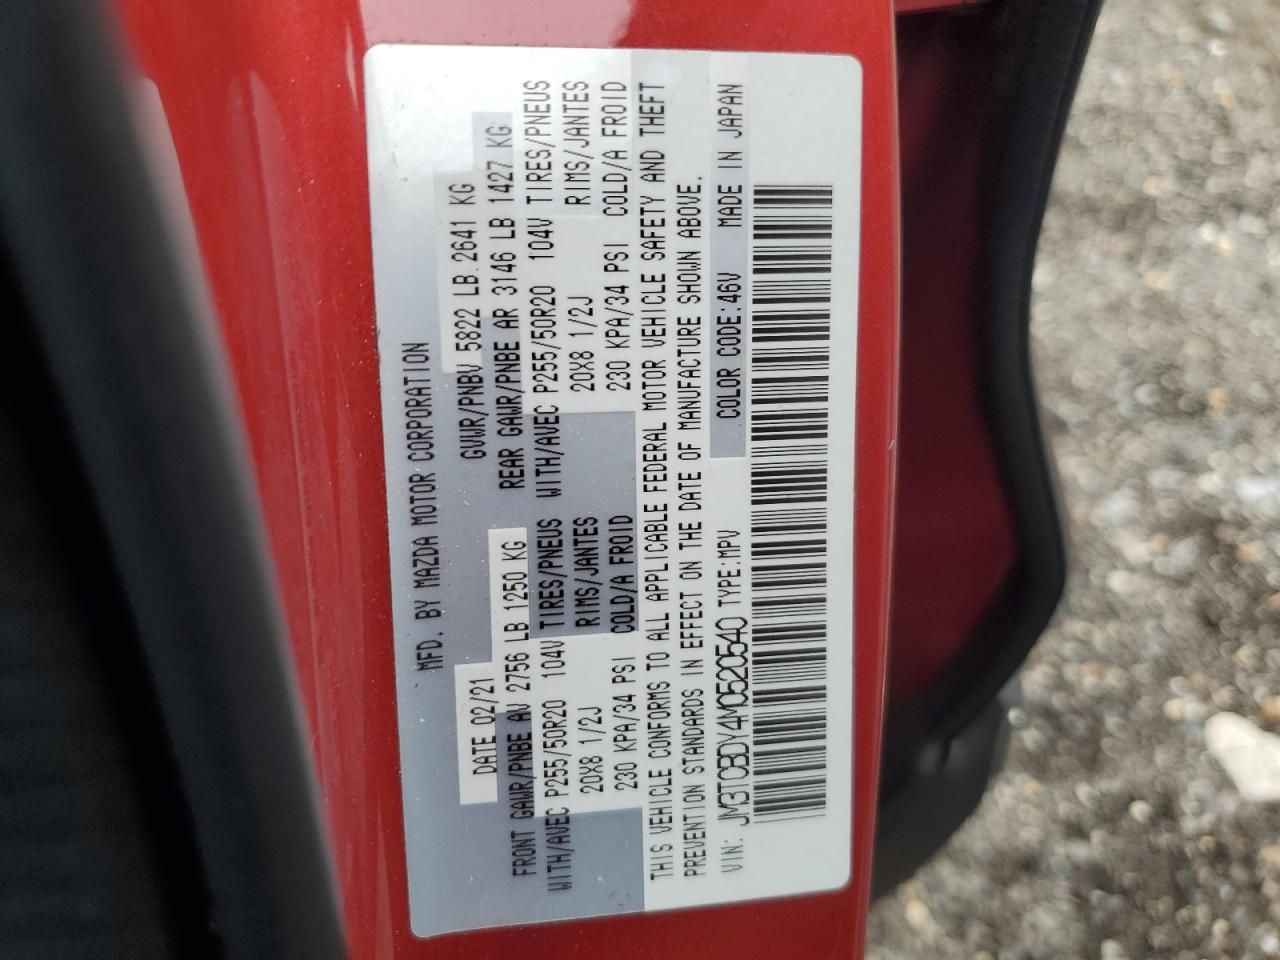 MFD. BY MAZDA MOTOR CORPORATION
DATE 02/21 GVWR/PNBV 5822 LB.2641 KG
FRONT GAWR/PNBE AV 2756 LB 1250 KG REAR GAWR/PNBE AR 3146 LB 1427 KG
WITH/AVEC P255/50R20 104V TIRES/PNEUS WITH/AVEC P255/50R20 104V TIRES/PNEUS
20X8 1/2J RIMS/JANTES 20X8 1/2J RIMS/JANTES
230 KPA/34 PSI COLD/A FROID 230 KPA/34 PSI COLD/A FROID
THIS VEHICLE CONFORMS TO ALL APPLICABLE FEDERAL MOTOR VEHICLE SAFETY AND THEFT
PREVENTION STANDARDS IN EFFECT ON THE DATE OF MANUFACTURE SHOWN ABOVE.
VIN: JM3TCBDY4M0520540 TYPE:MPV COLOR CODE:46V MADE IN JAPAN